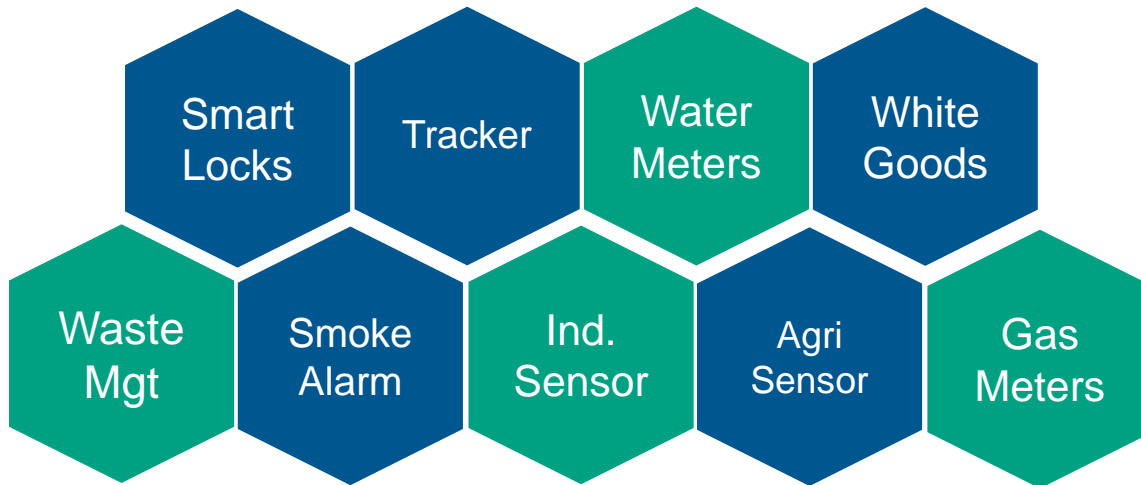 Smart
Locks
Tracker
Water
Meters
White
Goods
Waste
Mgt
Smoke
Alarm
Ind.
Sensor
Agri
Sensor
Gas
Meters